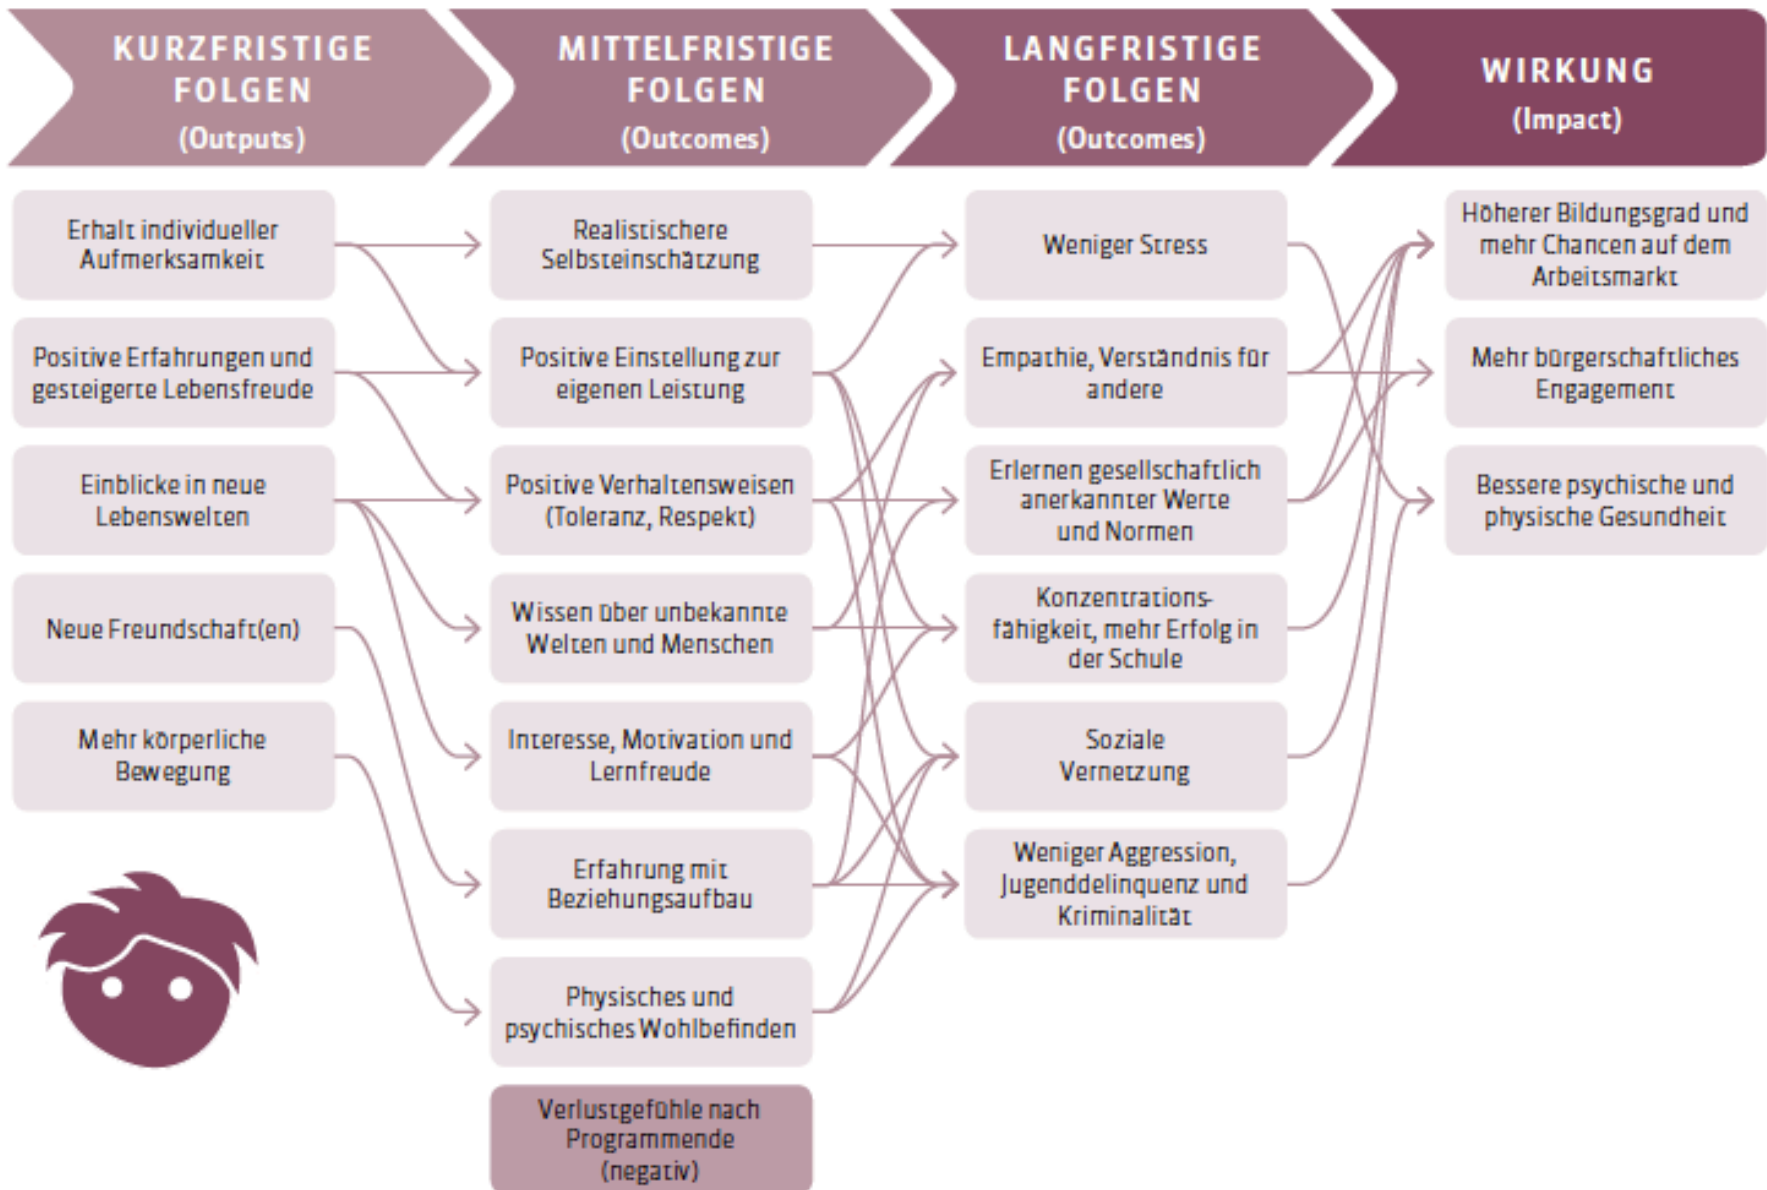 KURZFRISTIGE
FOLGEN
(Outputs)
MITTELFRISTIGE
FOLGEN
(Outcomes)
LANGFRISTIGE
FOLGEN
(Outcomes)
WIRKUNG
(Impact)
Erhalt individueller
Aufmerksamkeit
Positive Erfahrungen und
gesteigerte Lebensfreude
Einblicke in neue
Lebenswelten
Neue Freundschaft(en)
Mehr körperliche
Bewegung
Realistischere
Selbsteinschätzung
Positive Einstellung zur
eigenen Leistung
Positive Verhaltensweisen
(Toleranz, Respekt)
Wissen über unbekannte
Welten und Menschen
Interesse, Motivation und
Lernfreude
Erfahrung mit
Beziehungsaufbau
Physisches und
psychisches Wohlbefinden
Verlustgefühle nach
Programmende
(negativ)
Weniger Stress
Empathie, Verständnis für
andere
Erlernen gesellschaftlich
anerkannter Werte
und Normen
Konzentrations-
fähigkeit, mehr Erfolg in
der Schule
Soziale
Vernetzung
Weniger Aggression,
Jugenddelinquenz und
Kriminalität
Höherer Bildungsgrad und
mehr Chancen auf dem
Arbeitsmarkt
Mehr bürgerschaftliches
Engagement
Bessere psychische und
physische Gesundheit